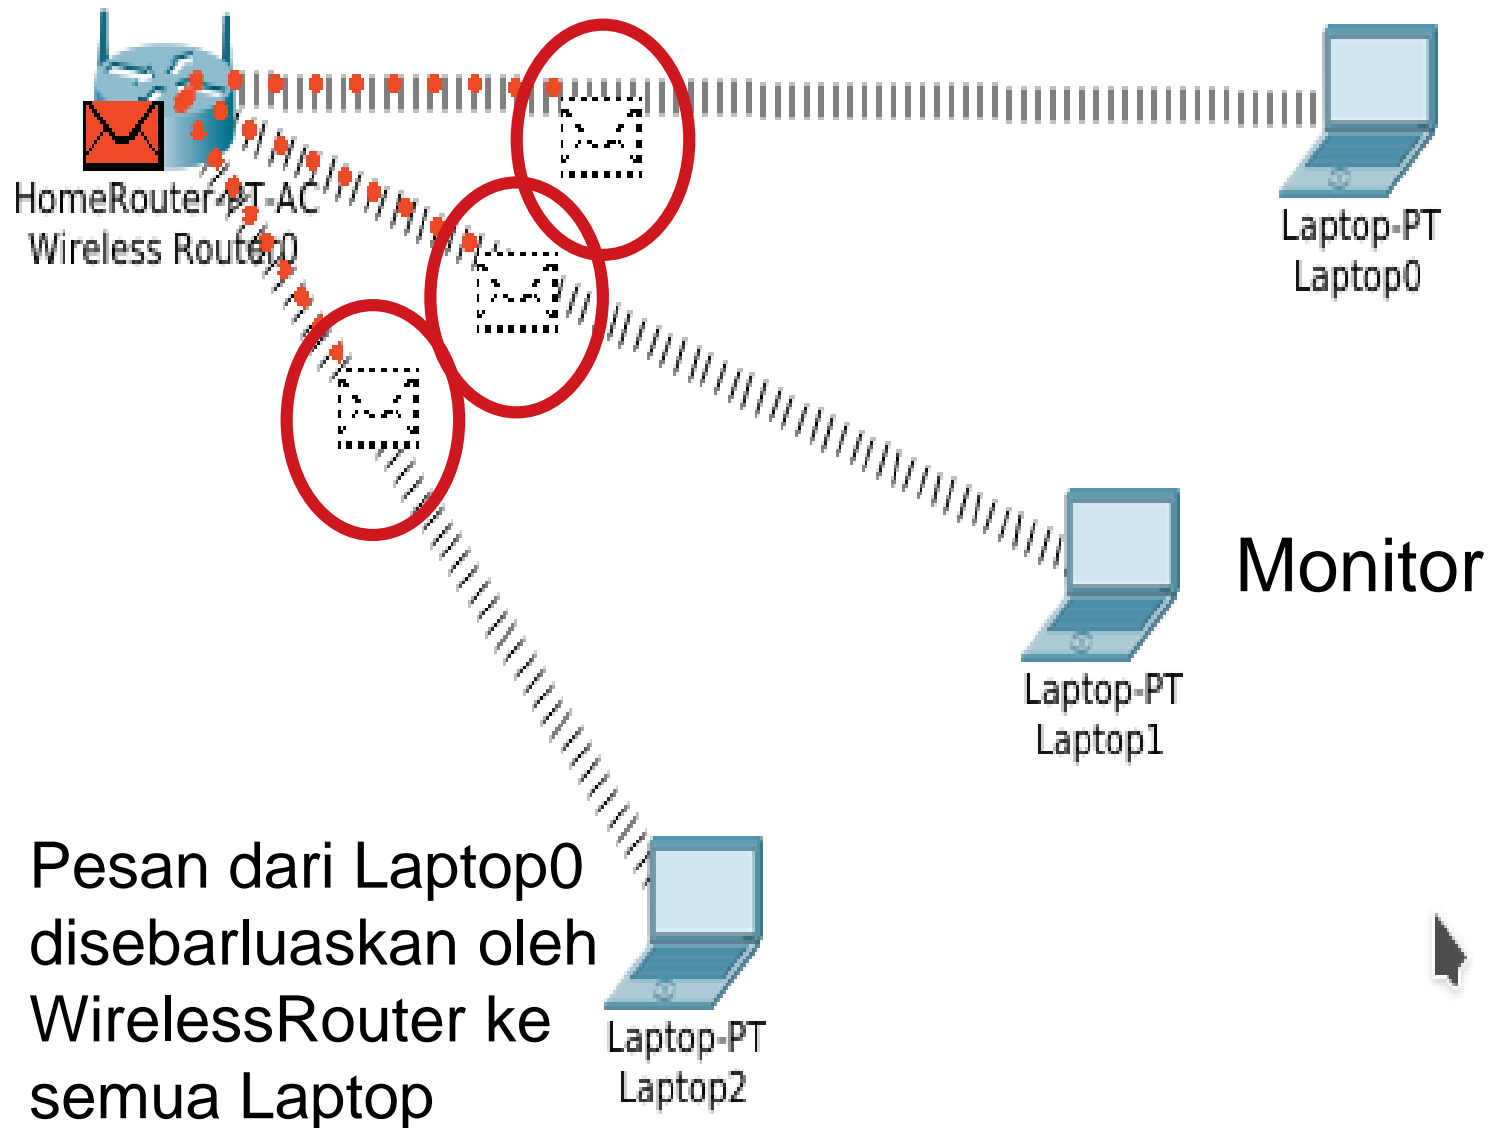 HomeRouter-PT-AC
Wireless Router0
Laptop-PT
Laptop0
Monitor
Laptop-PT
Laptop1
Pesan dari Laptop0
disebarluaskan oleh
WirelessRouter ke
semua Laptop
Laptop-PT
Laptop2